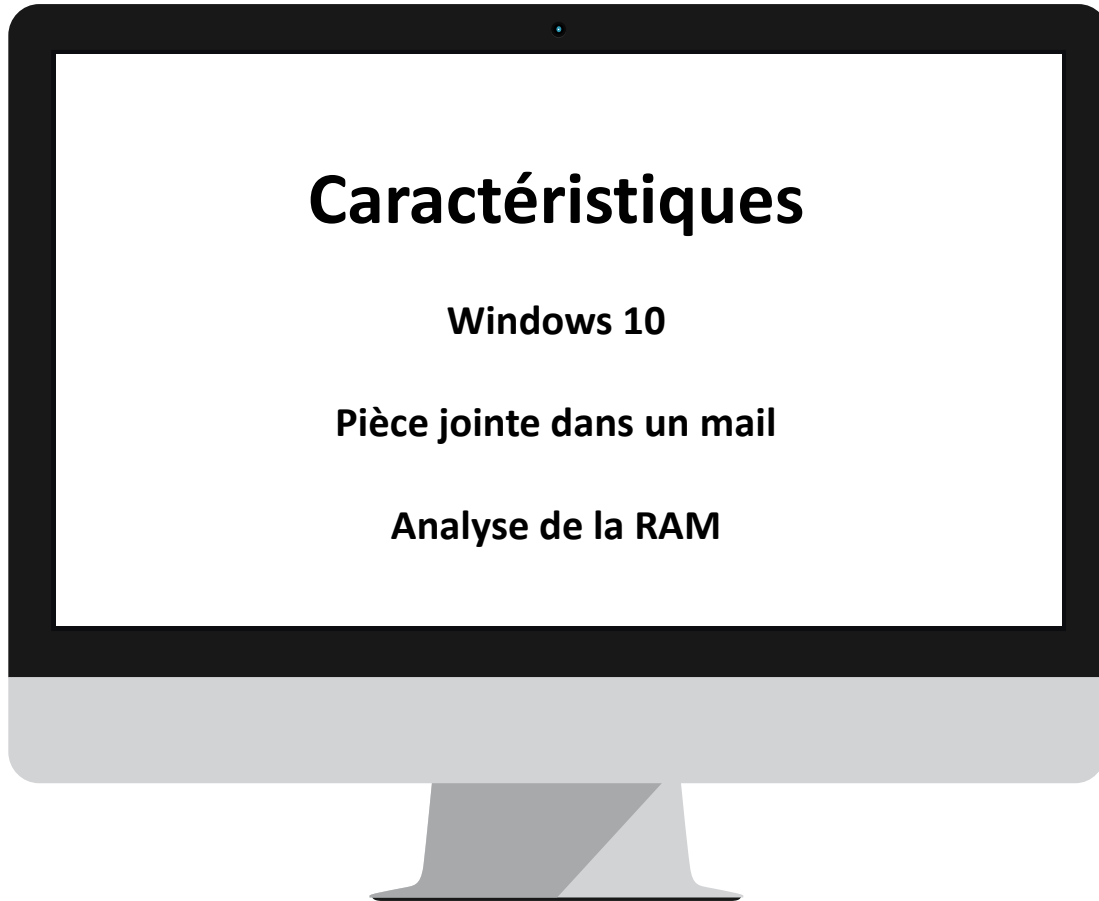 Caractéristiques
Windows 10
Pièce jointe dans un mail
Analyse de la RAM